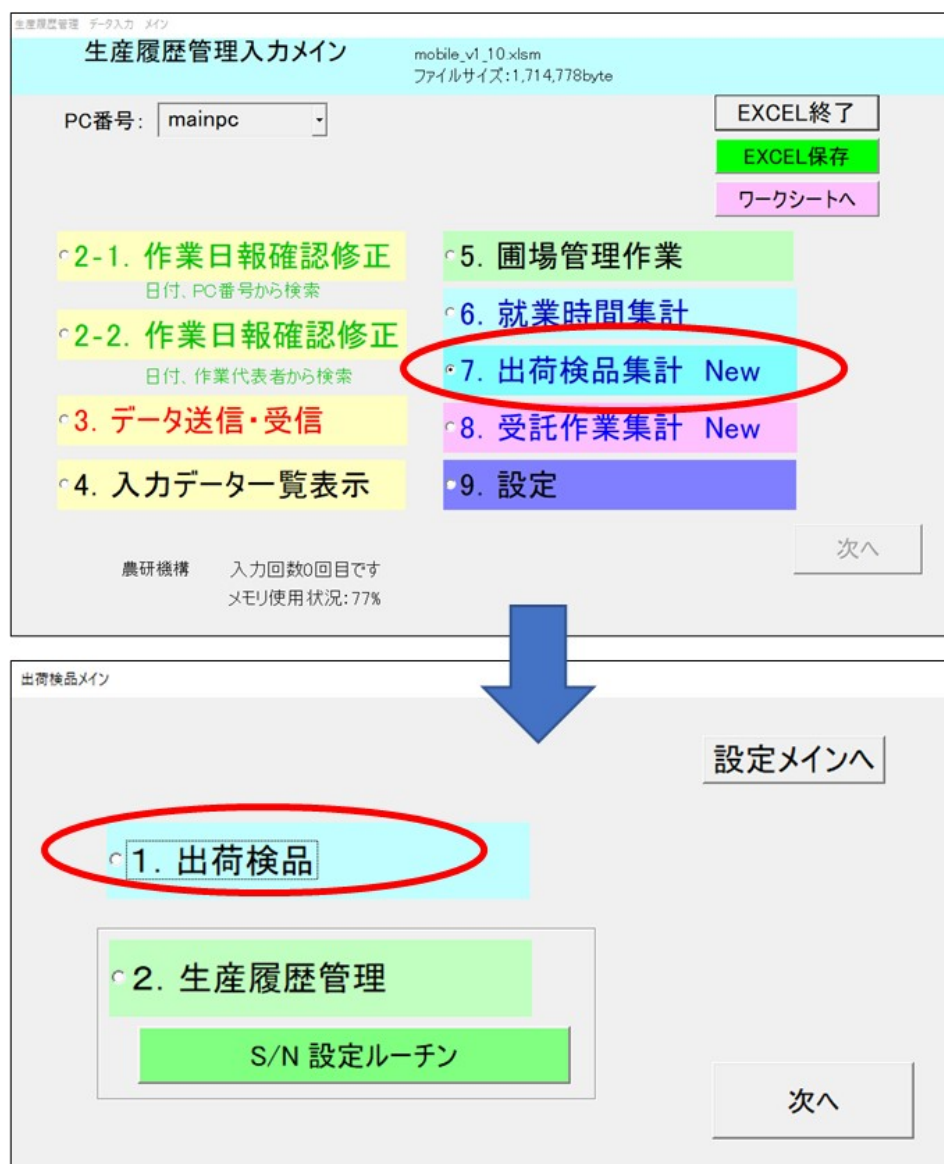 生産履歴管理 データ入力 メイン
生産履歴管理入力メイン
mobile_v1_10.xlsm
ファイルサイズ:1,714,778byte
PC番号: mainpc
EXCEL終了
EXCEL保存
ワークシートへ
2-1. 作業日報確認修正
日付、PC番号から検索
2-2. 作業日報確認修正
日付、作業代表者から検索
3. データ送信・受信
4. 入力データ一覧表示
5. 圃場管理作業
6. 就業時間集計
7. 出荷検品集計 New
8. 受託作業集計 New
9. 設定
次へ
農研機構 入力回数0回目です
メモリ使用状況:77%
出荷検品メイン
設定メインへ
1. 出荷検品
2. 生産履歴管理
S/N 設定ルーチン
次へ